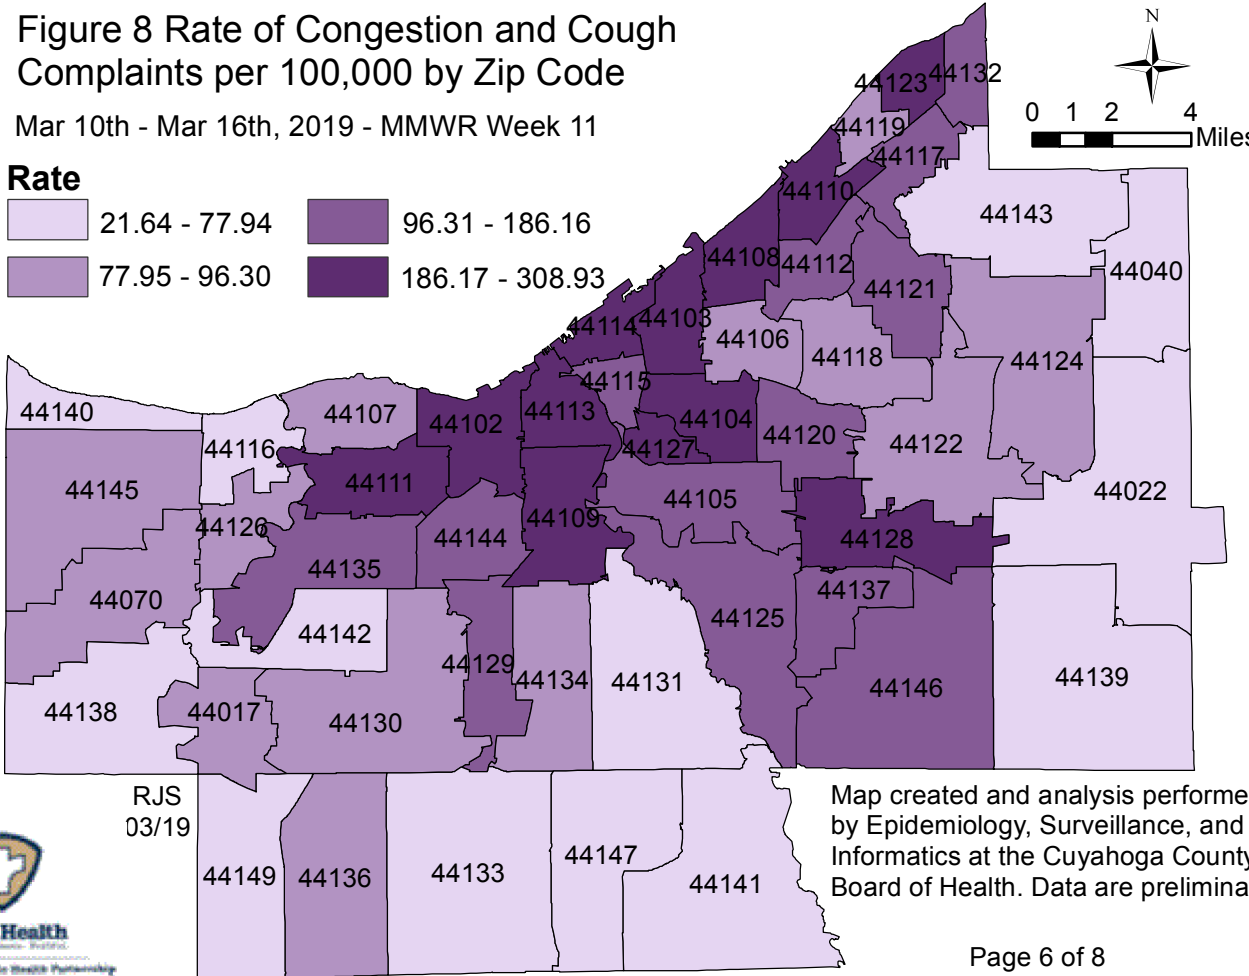 Figure 8 Rate of Congestion and Cough
Complaints per 100,000 by Zip Code
Mar 10th - Mar 16th, 2019 - MMWR Week 11
Rate
21.64 - 77.94
96.31 - 186.16
77.95 - 96.30
186.17 - 308.93
N
0 1 2 4
Miles
44123
44132
44119
44117
44110
44143
44108
44112
44040
44121
44114
44103
44106
44118
44124
44115
44140
44107
44102
44113
44104
44120
44122
44116
44127
44111
44145
44105
44022
44126
44109
44144
44128
44135
44070
44137
44142
44125
44129
44134
44131
44146
44139
44138
44017
44130
44149
44136
44133
44147
44141
RJS
03/19
Map created and analysis performe
by Epidemiology, Surveillance, and
Informatics at the Cuyahoga County
Board of Health. Data are prelimina
Health
Health Partnership
Page 6 of 8